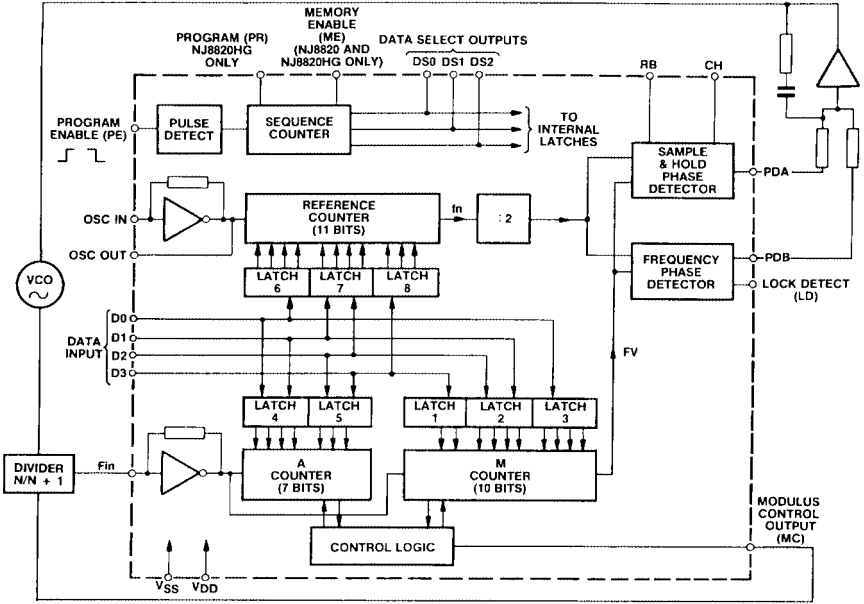 PROGRAM (PR)
NJ8820HG
ONLY
MEMORY
ENABLE
(ME)
(NJ8820 AND
NJ8820HG ONLY)
DATA SELECT OUTPUTS
DS0 DS1 DS2
RB
CH
PROGRAM
ENABLE (PE)
PULSE
DETECT
SEQUENCE
COUNTER
TO
INTERNAL
LATCHES
SAMPLE
& HOLD
PHASE
DETECTOR
PDA
OSC IN
REFERENCE
COUNTER
(11 BITS)
fn
÷2
OSC OUT
FREQUENCY
PHASE
DETECTOR
PDB
LOCK DETECT
(LD)
VCO
LATCH
6
LATCH
7
LATCH
8
DATA
INPUT
D0
D1
D2
D3
FV
LATCH
4
LATCH
5
LATCH
1
LATCH
2
LATCH
3
DIVIDER
N/N + 1
Fin
A
COUNTER
(7 BITS)
M
COUNTER
(10 BITS)
MODULUS
CONTROL
OUTPUT
(MC)
CONTROL LOGIC
VSS
VDD